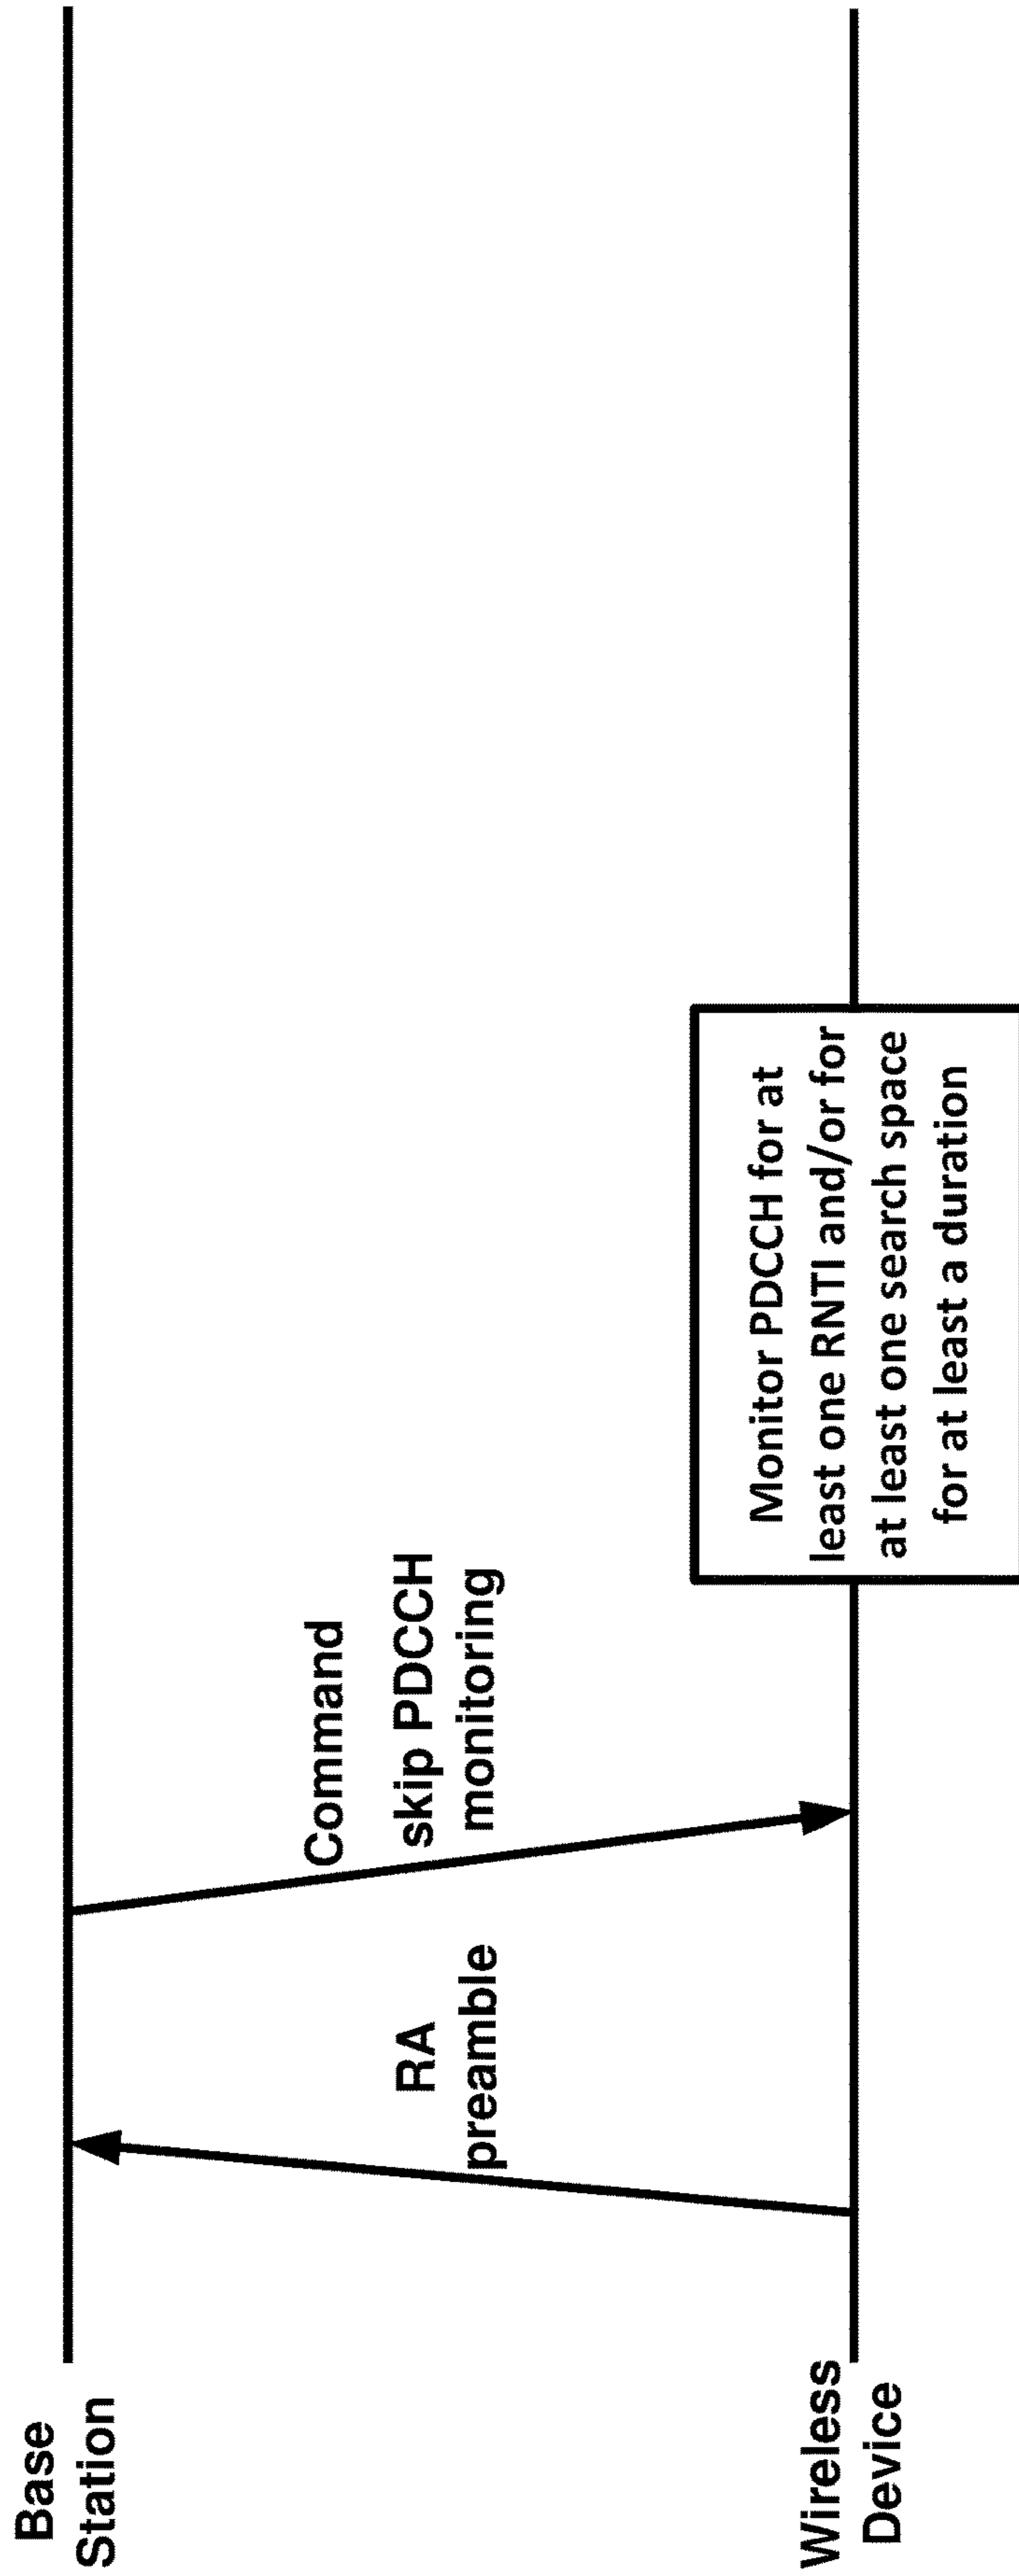 Base
Station
Wireless
Device
RA
preamble
Command
skip PDCCH
monitoring
Monitor PDCCH for at
least one RNTI and/or for
at least one search space
for at least a duration